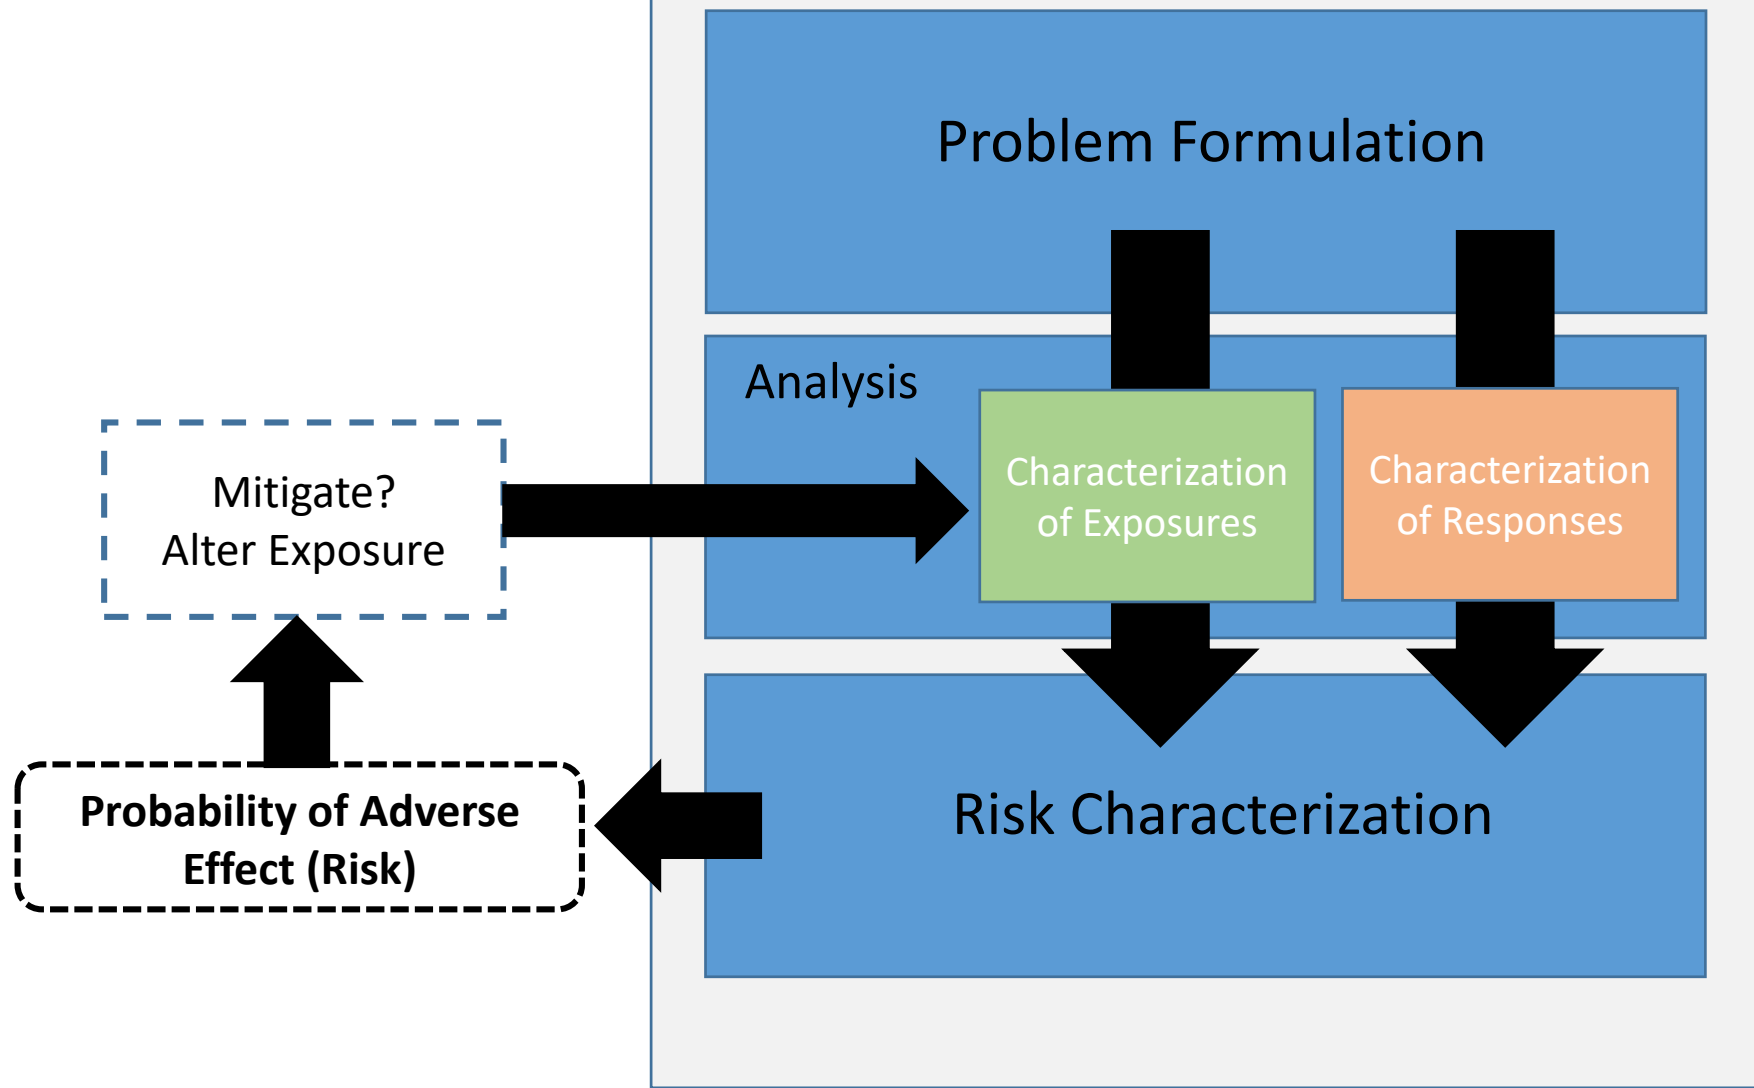 Problem Formulation
Analysis
Characterization
of Exposures
Characterization
of Responses
Mitigate?
Alter Exposure
Probability of Adverse
Effect (Risk)
Risk Characterization